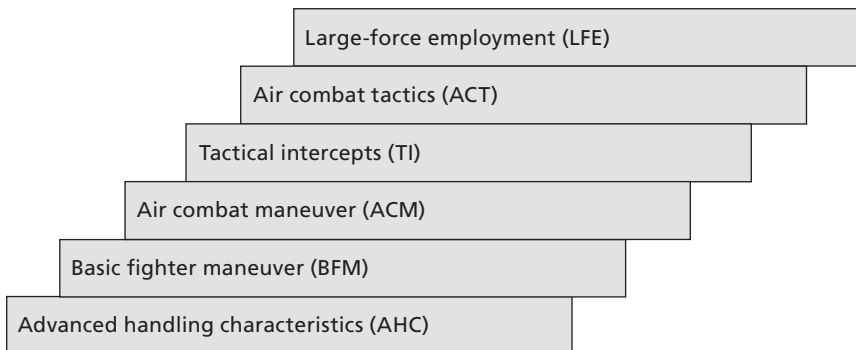 Large-force employment (LFE)
Air combat tactics (ACT)
Tactical intercepts (TI)
Air combat maneuver (ACM)
Basic fighter maneuver (BFM)
Advanced handling characteristics (AHC)